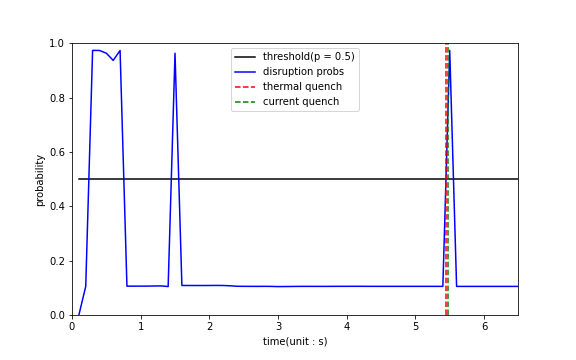 1.0
0.8
0.6
0.4
0.2
0.0
probability
threshold(p = 0.5)
disruption probs
thermal quench
current quench
0 1 2 3 4 5 6
time(unit : s)